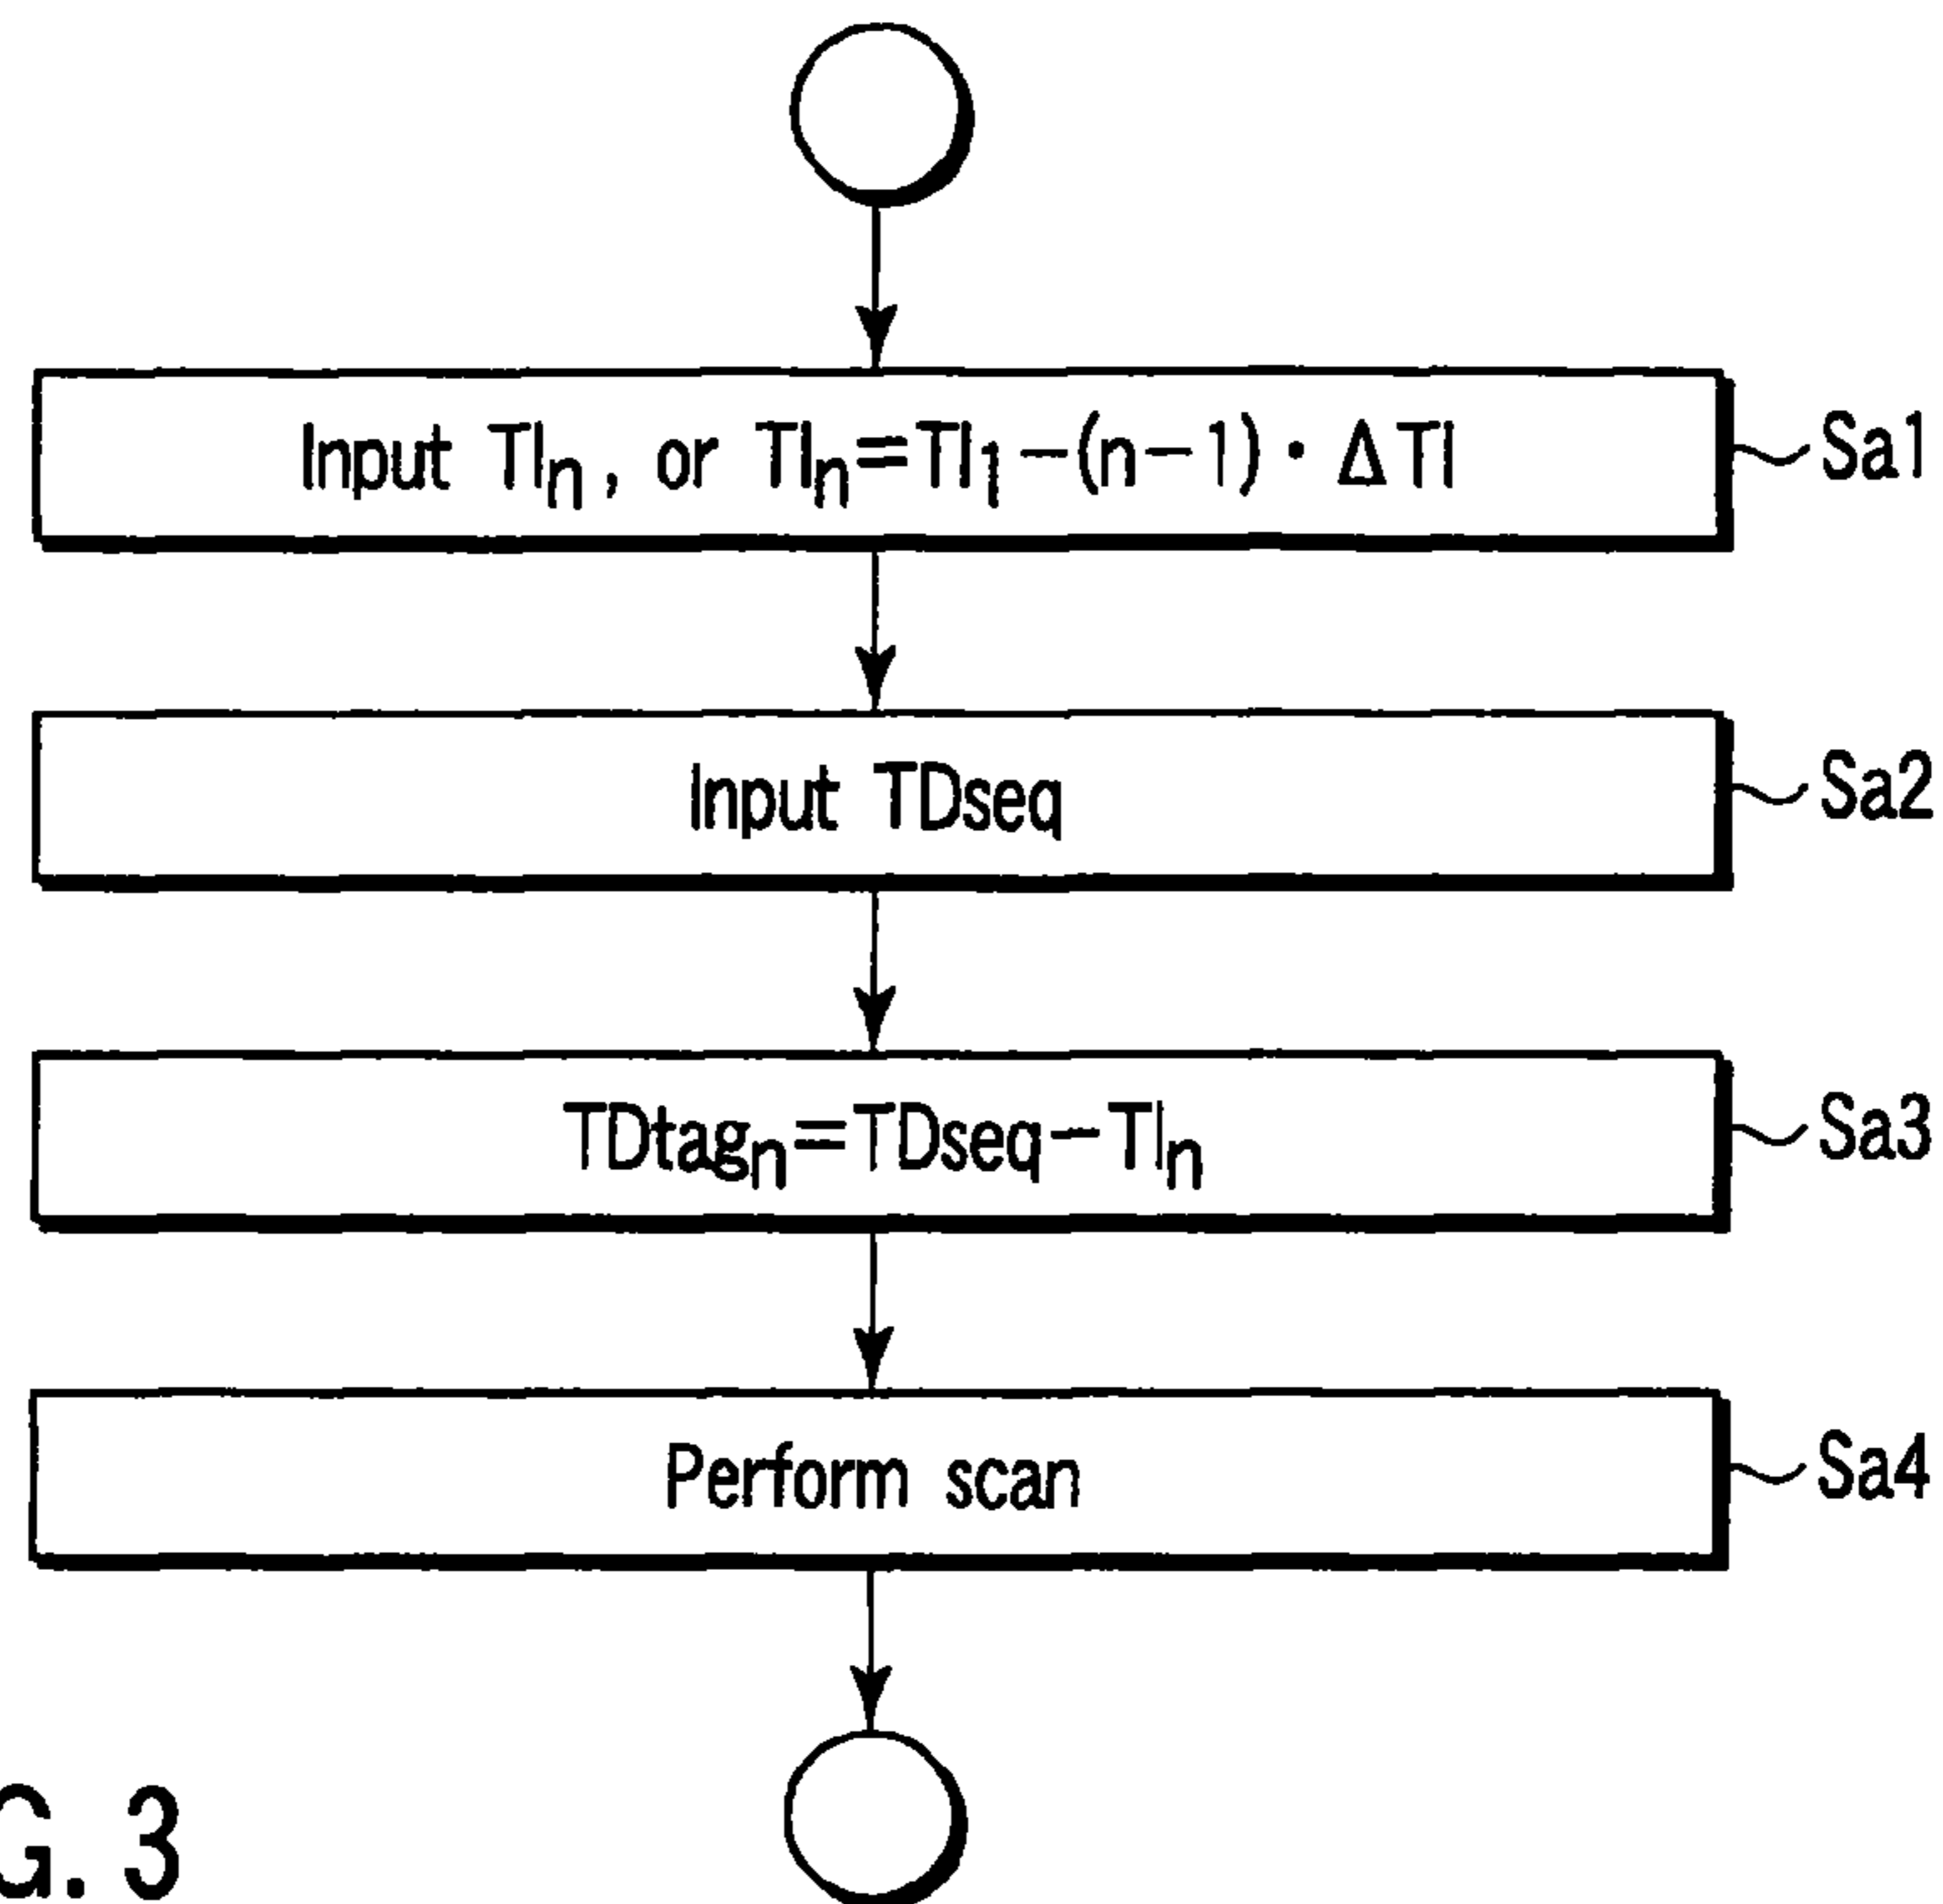 Input TIn, or TIn=TI1−(n−1)・ΔTI
Sa1
Input TDseq
Sa2
TDtagn=TDseq−TIn
Sa3
Perform scan
Sa4
G. 3